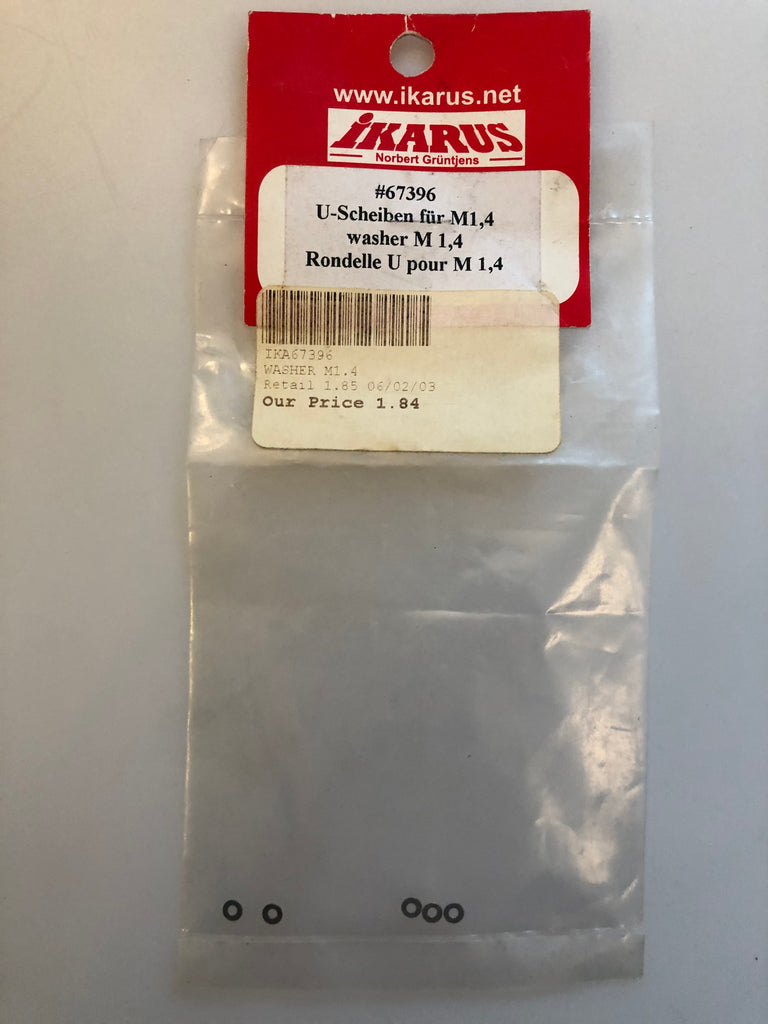 www.ikarus.net
iKARUS
Norbert Grüntjens
#67396
U-Scheiben für M1,4
washer M 1,4
Rondelle U pour M 1,4
IKA67396
WASHER M1.4
Retail 1.85 06/02/03
Our Price 1.84